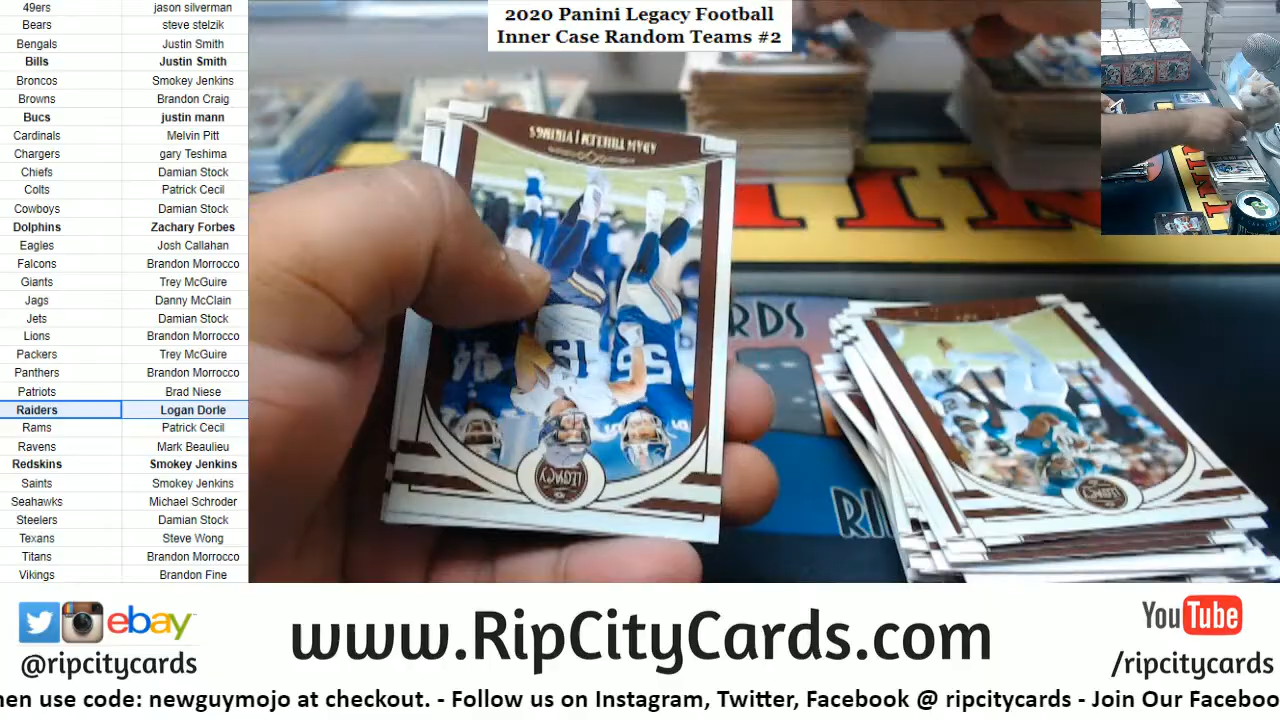 2020 Panini Legacy Football
Inner Case Random Teams #2
49ers jason silverman
Bears steve stelzik
Bengals Justin Smith
Bills Justin Smith
Broncos Smokey Jenkins
Browns Brandon Craig
Bucs justin mann
Cardinals Melvin Pitt
Chargers gary Teshima
Chiefs Damian Stock
Colts Patrick Cecil
Cowboys Damian Stock
Dolphins Zachary Forbes
Eagles Josh Callahan
Falcons Brandon Morrocco
Giants Trey McGuire
Jags Danny McClain
Jets Damian Stock
Lions Brandon Morrocco
Packers Trey McGuire
Panthers Brandon Morrocco
Patriots Brad Niese
Raiders Logan Dorle
Rams Patrick Cecil
Ravens Mark Beaulieu
Redskins Smokey Jenkins
Saints Smokey Jenkins
Seahawks Michael Schroder
Steelers Damian Stock
Texans Steve Wong
Titans Brandon Morrocco
Vikings Brandon Fine
ADAM THIELEN | VIKINGS
LEGACY
RDS
RI
ebay
@ripcitycards
www.RipCityCards.com
YouTube
/ripcitycards
hen use code: newguymojo at checkout. - Follow us on Instagram, Twitter, Facebook @ ripcitycards - Join Our Faceboo